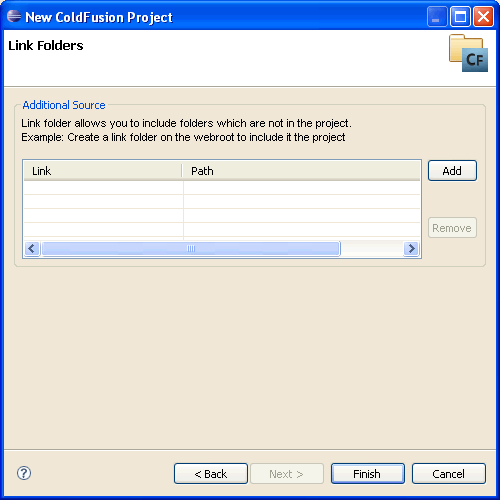 New ColdFusion Project
Link Folders
CF
Additional Source
Link folder allows you to include folders which are not in the project.
Example: Create a link folder on the webroot to include it the project
Link Path
Add
Remove
? < Back Next > Finish Cancel